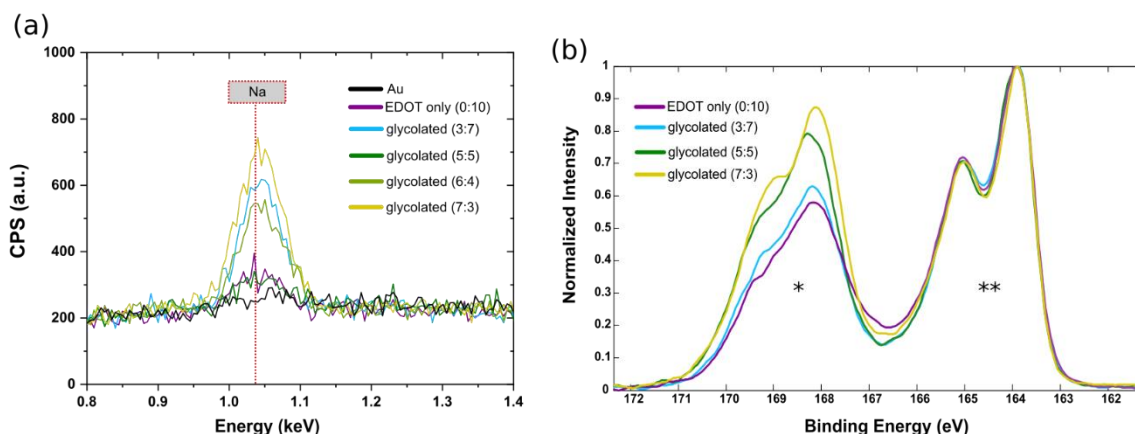 (a)
1000
800
600
400
200
0
CPS (a.u.)
Na
Au
EDOT only (0:10)
glycolated (3:7)
glycolated (5:5)
glycolated (6:4)
glycolated (7:3)
0.8 0.9 1.0 1.1 1.2 1.3 1.4
Energy (keV)
(b)
1
0.9
0.8
0.7
0.6
0.5
0.4
0.3
0.2
0.1
0
Normalized Intensity
EDOT only (0:10)
glycolated (3:7)
glycolated (5:5)
glycolated (7:3)
*
**
172 171 170 169 168 167 166 165 164 163 162
Binding Energy (eV)